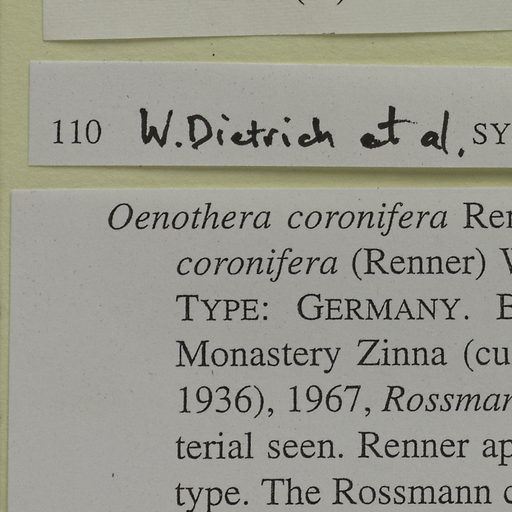 110 W. Dietrich et al. SY
Oenothera coronifera Ren
coronifera (Renner) W
TYPE: GERMANY. B
Monastery Zinna (cu
1936), 1967, Rossman
terial seen. Renner ap
type. The Rossmann c